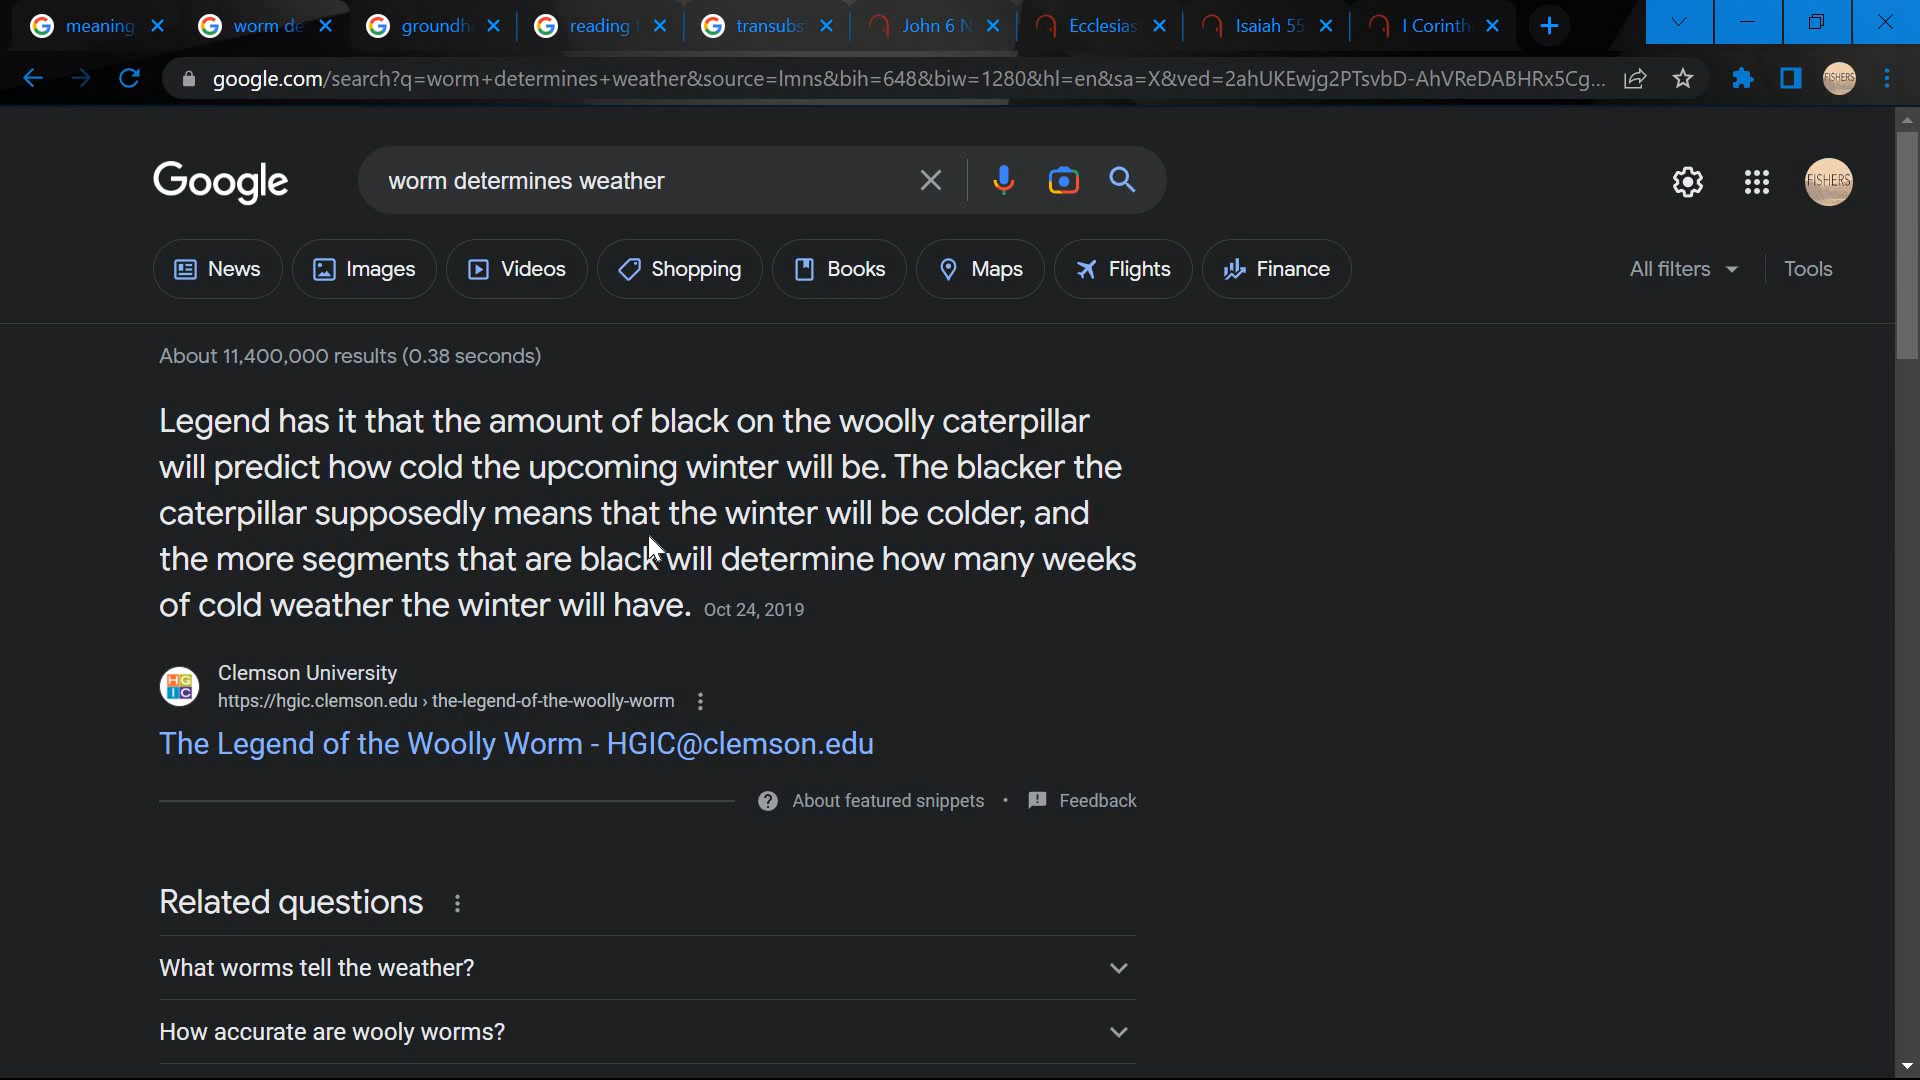 meaning
worm de
groundh
reading
transubs
John 6 N
Ecclesias
Isaiah 55
I Corinth
google.com/search?q=worm+determines+weather&source=lmns&bih=648&biw=1280&hl=en&sa=X&ved=2ahUKEwjg2PTsvbD-AhVReDABHRx5Cg...
FISHERS
Google
worm determines weather
FISHERS
News
Images
Videos
Shopping
Books
Maps
Flights
Finance
All filters
Tools
About 11,400,000 results (0.38 seconds)
Legend has it that the amount of black on the woolly caterpillar
will predict how cold the upcoming winter will be. The blacker the
caterpillar supposedly means that the winter will be colder, and
the more segments that are black will determine how many weeks
of cold weather the winter will have. Oct 24, 2019
HG
IC
Clemson University
https://hgic.clemson.edu › the-legend-of-the-woolly-worm
The Legend of the Woolly Worm - HGIC@clemson.edu
About featured snippets • Feedback
Related questions
What worms tell the weather?
How accurate are wooly worms?